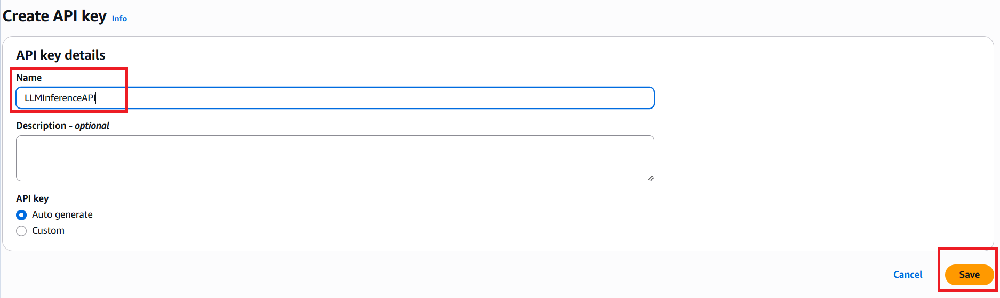 Create API key Info
API key details
Name
LLMInferenceAPI
Description - optional
API key
Auto generate
Custom
Cancel Save